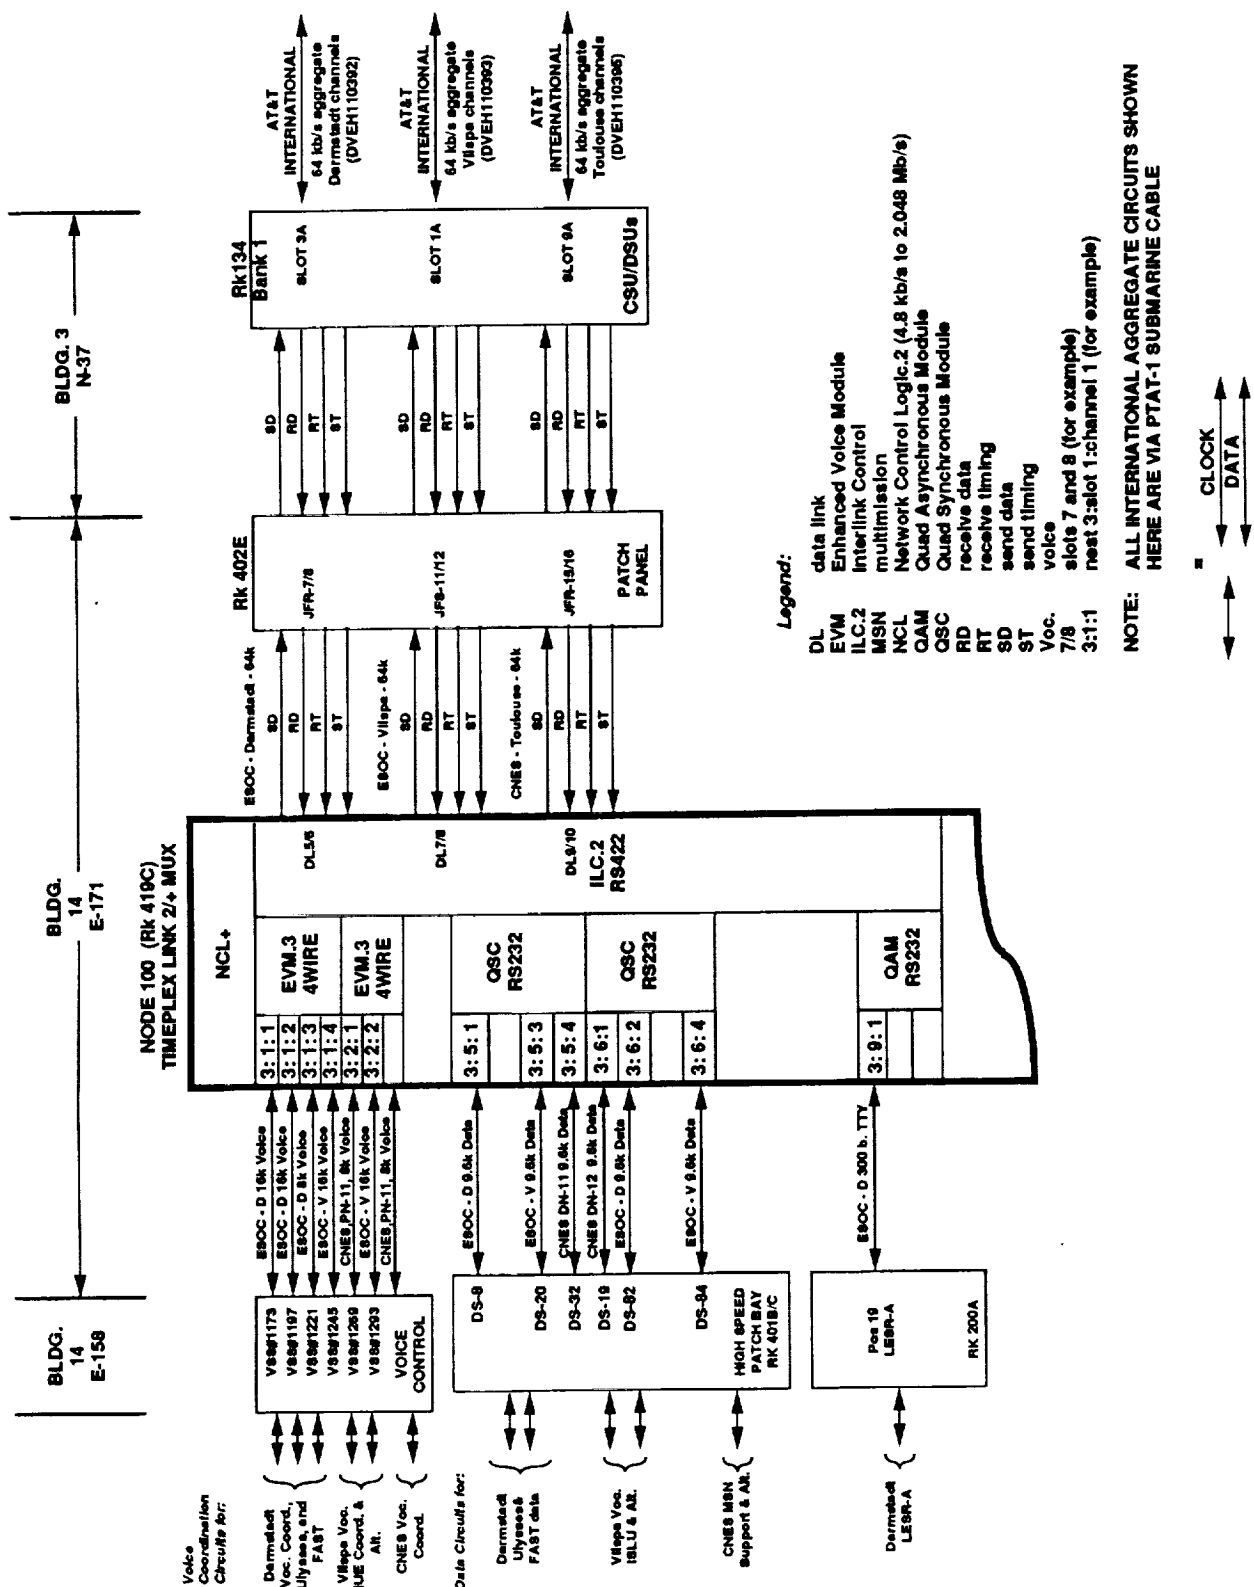 BLDG.
14
E-158
BLDG.
14
E-171
BLDG. 3
N-37
Voice
Coordination
Circuits for:
Darmstadt
Voc. Coord.,
Ulysses, and
FAST
Vilspa Voc.
IUE Coord. &
Alt.
CNES Voc.
Coord.
Data Circuits for:
Darmstadt
Ulysses &
FAST data
Vilspa Voc.
ISLU & Alt.
CNES MSN
Support & Alt.
Darmstadt
LESR-A
VSS#1173
VSS#1197
VSS#1221
VSS#1245
VSS#1269
VSS#1293
VOICE
CONTROL
DS-8
DS-20
DS-32
DS-19
DS-82
DS-84
HIGH SPEED
PATCH BAY
RK 401B/C
Pos 19
LESR-A
RK 200A
ESOC - D 16k Voice
ESOC - D 16k Voice
ESOC - D 8k Voice
ESOC - V 16k Voice
CNES,PN-11, 8k Voice
ESOC - V 16k Voice
CNES,PN-11, 8k Voice
ESOC - D 9.6k Data
ESOC - V 9.6k Data
CNES DN-11 9.6k Data
CNES DN-12 9.6k Data
ESOC - D 9.6k Data
ESOC - V 9.6k Data
ESOC - D 300 b. TTY
NODE 100 (Rk 419C)
TIMEPLEX LINK 2/+ MUX
NCL+
3: 1: 1
3: 1: 2
3: 1: 3
3: 1: 4
3: 2: 1
3: 2: 2
3: 5: 1
3: 5: 3
3: 5: 4
3: 6: 1
3: 6: 2
3: 6: 4
3: 9: 1
EVM.3
4WIRE
EVM.3
4WIRE
QSC
RS232
QSC
RS232
QAM
RS232
DL5/6
DL7/8
DL9/10
ILC.2
RS422
ESOC - Darmstadt - 64k
SD
RD
RT
ST
ESOC - Vilspa - 64k
SD
RD
RT
ST
CNES - Toulouse - 64k
SD
RD
RT
ST
Rk 402E
JFR-7/8
JFS-11/12
JFR-15/16
PATCH
PANEL
SD
RD
RT
ST
SD
RD
RT
ST
SD
RD
RT
ST
Rk134
Bank 1
SLOT 3A
SLOT 1A
SLOT 9A
CSU/DSUs
AT&T
INTERNATIONAL
64 kb/s aggregate
Darmstadt channels
(DVEH110392)
AT&T
INTERNATIONAL
64 kb/s aggregate
Vilspa channels
(DVEH110393)
AT&T
INTERNATIONAL
64 kb/s aggregate
Toulouse channels
(DVEH110396)
Legend:
DL data link
EVM Enhanced Voice Module
ILC.2 Interlink Control
MSN multimission
NCL Network Control Logic.2 (4.8 kb/s to 2.048 Mb/s)
QAM Quad Asynchronous Module
QSC Quad Synchronous Module
RD receive data
RT receive timing
SD send data
ST send timing
Voc. voice
7/8 slots 7 and 8 (for example)
3:1:1 nest 3:slot 1:channel 1 (for example)
NOTE: ALL INTERNATIONAL AGGREGATE CIRCUITS SHOWN
HERE ARE VIA PTAT-1 SUBMARINE CABLE
=
CLOCK
DATA